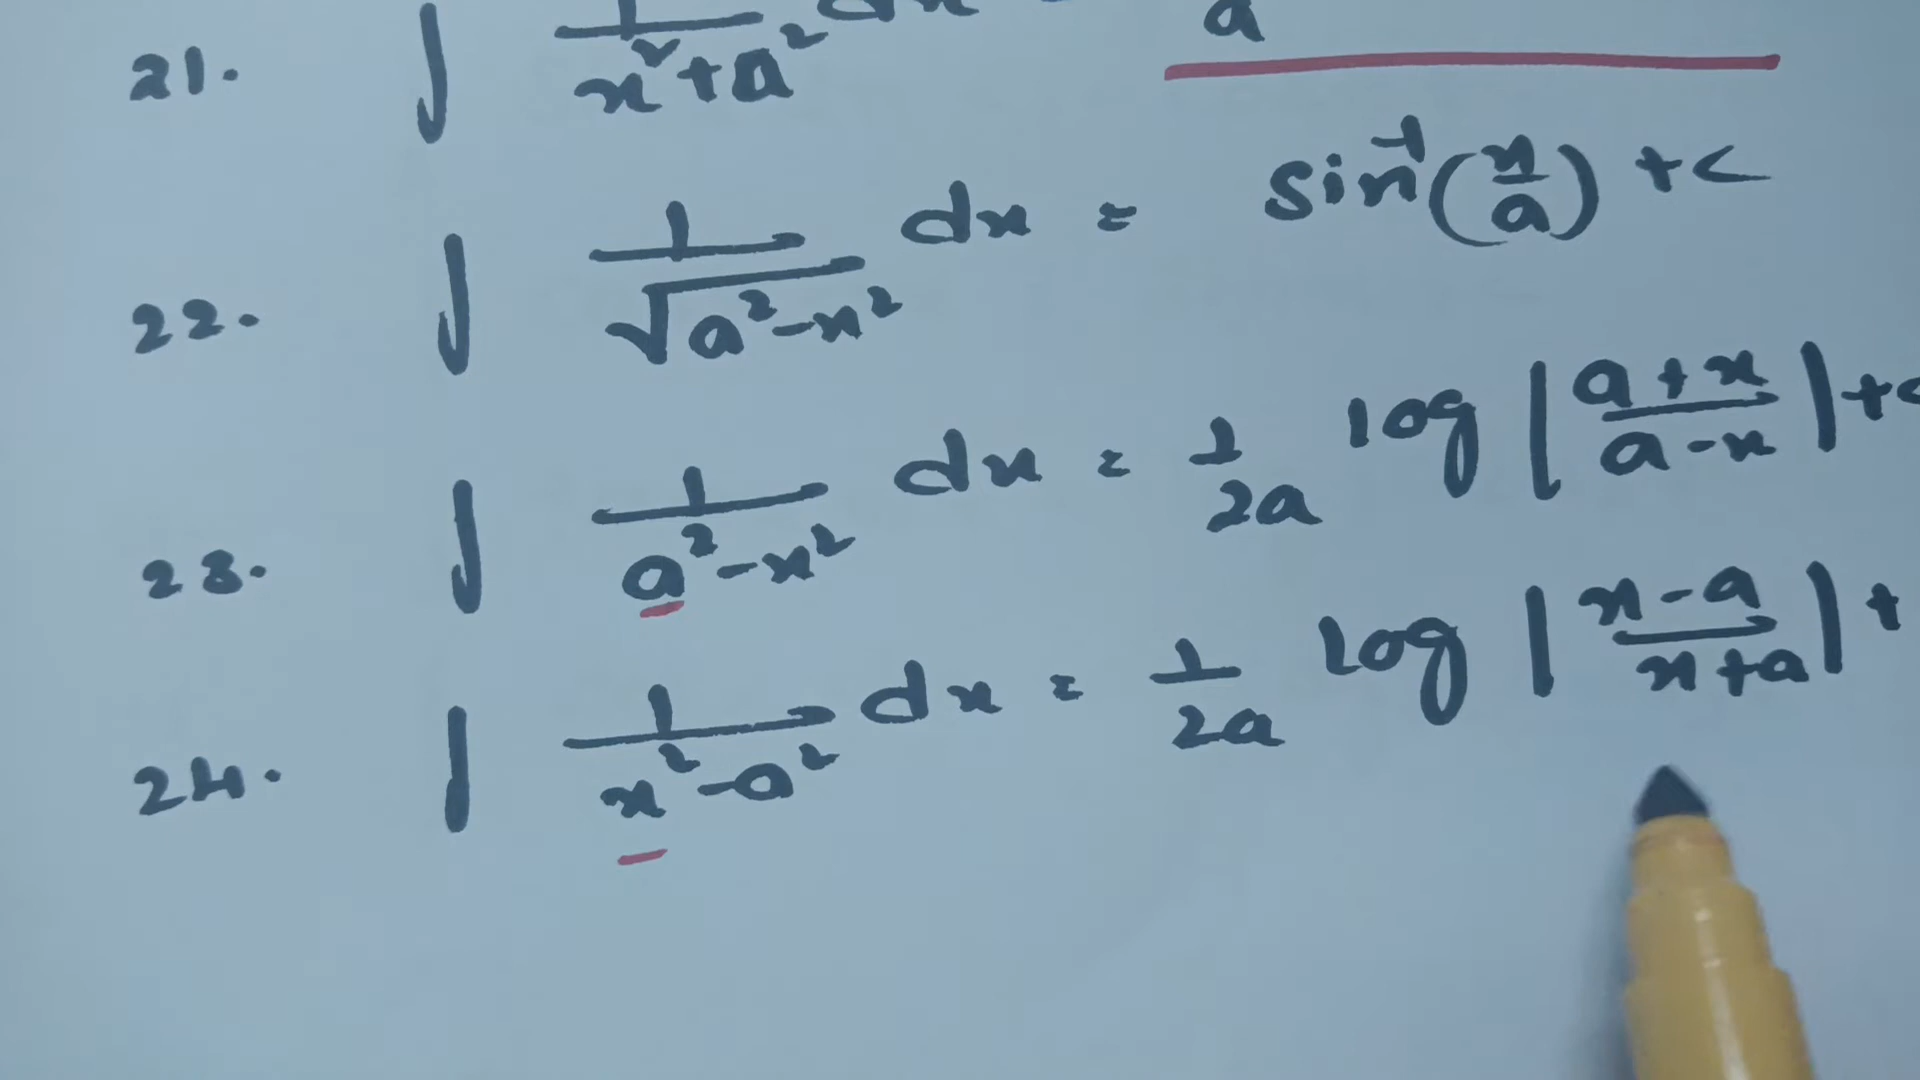 21. ∫ 1/(x²+a²) dx a
22. ∫ 1/√(a²-x²) dx = sin⁻¹(x/a) +c
23. ∫ 1/(a²-x²) dx = 1/2a log |(a+x)/(a-x)| +c
24. ∫ 1/(x²-a²) dx = 1/2a log |(x-a)/(x+a)| +